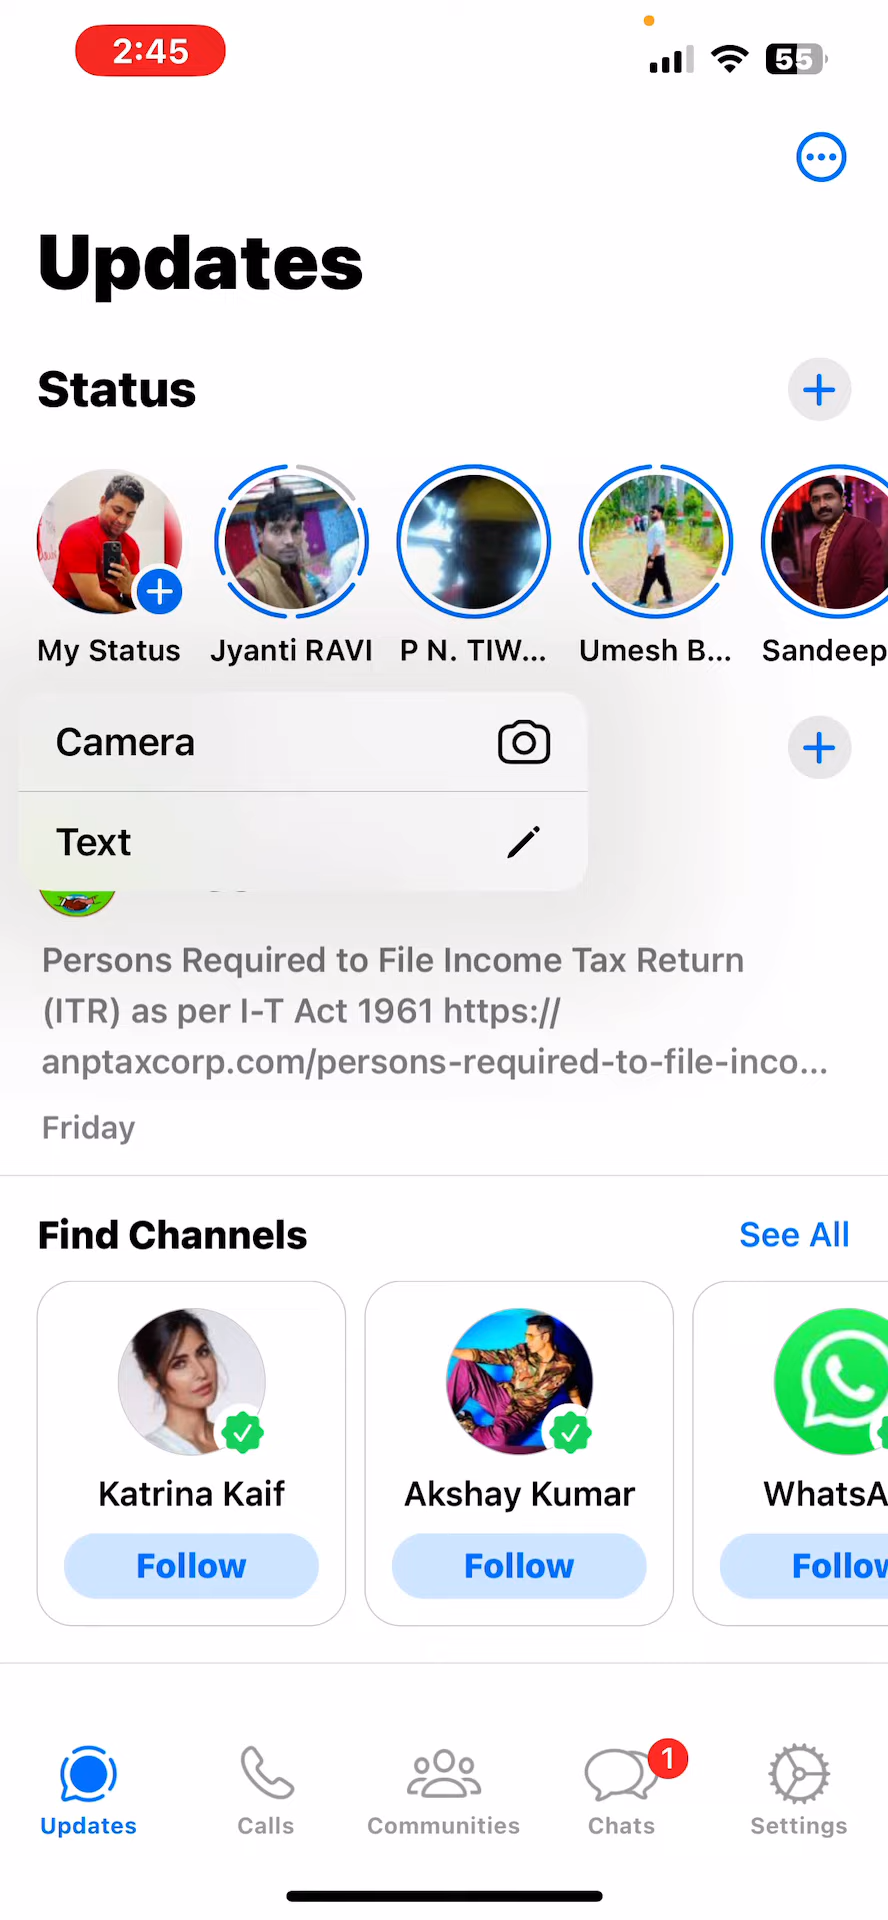 2:45
55
Updates
Status
My Status
Jyanti RAVI
P N. TIW...
Umesh B...
Sandeep
Camera
Text
Persons Required to File Income Tax Return
(ITR) as per I-T Act 1961 https://
anptaxcorp.com/persons-required-to-file-inco...
Friday
Find Channels
See All
Katrina Kaif
Akshay Kumar
WhatsA
Follow
Follow
Follow
Updates
Calls
Communities
Chats
1
Settings